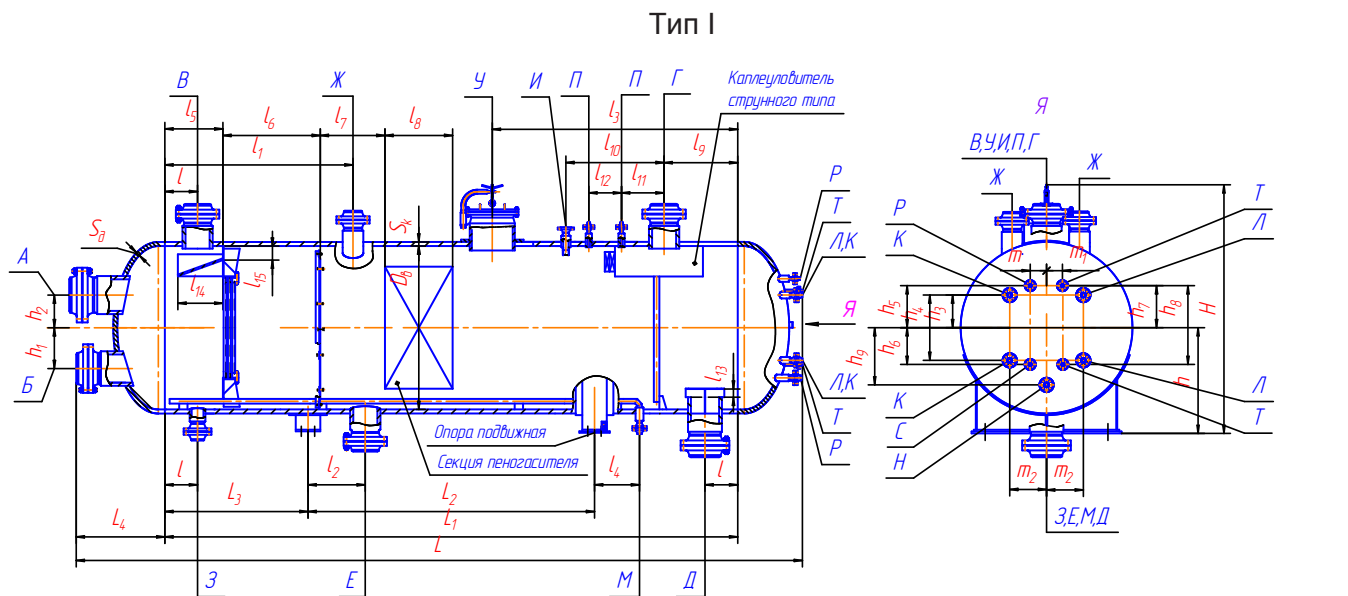 Тип I
В
Ж
У
И
П
П
Г
Каплеуловитель
струнного типа
Я
l₅
l₆
l₇
l₈
l₃
l₁
l₁₀
l₉
l
l₁₂
l₁₁
В,У,И,П,Г
Ж
Ж
Р
Т
Л,К
Р
К
Т
Л
Sд
Sк
А
l₁₅
l₁₄
Dв
m
m₁
h₂
h₁
Б
Я
h₅
h₄
h₃
h₇
h₈
H
h₉
h₆
h
l₁₃
Л,К
Т
Р
К
С
Н
Л
Т
Опора подвижная
Секция пеногасителя
l
l₂
l₄
l
L₃
L₂
L₄
L₁
L
m₂
m₂
З,Е,М,Д
З
Е
М
Д